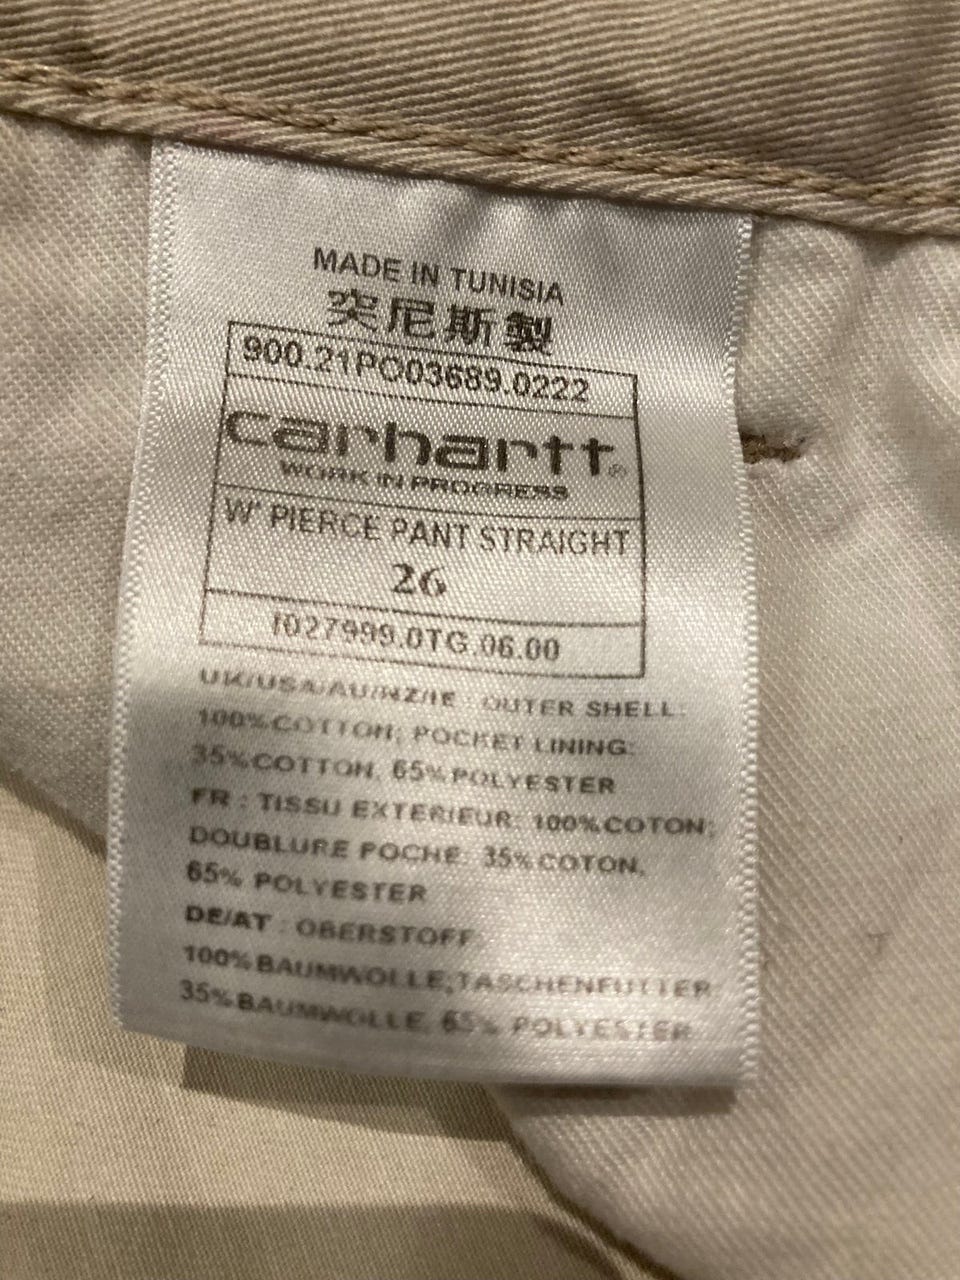 MADE IN TUNISIA
突尼斯製
900.21PO03689.0222
carhartt®
WORK IN PROGRESS
W' PIERCE PANT STRAIGHT
26
I027999.0TG.06.00
UK/USA/AU/NZ/IE : OUTER SHELL:
100%COTTON; POCKET LINING:
35%COTTON, 65%POLYESTER
FR : TISSU EXTERIEUR: 100%COTON;
DOUBLURE POCHE: 35%COTON,
65% POLYESTER
DE/AT : OBERSTOFF:
100%BAUMWOLLE;TASCHENFUTTER:
35%BAUMWOLLE, 65% POLYESTER